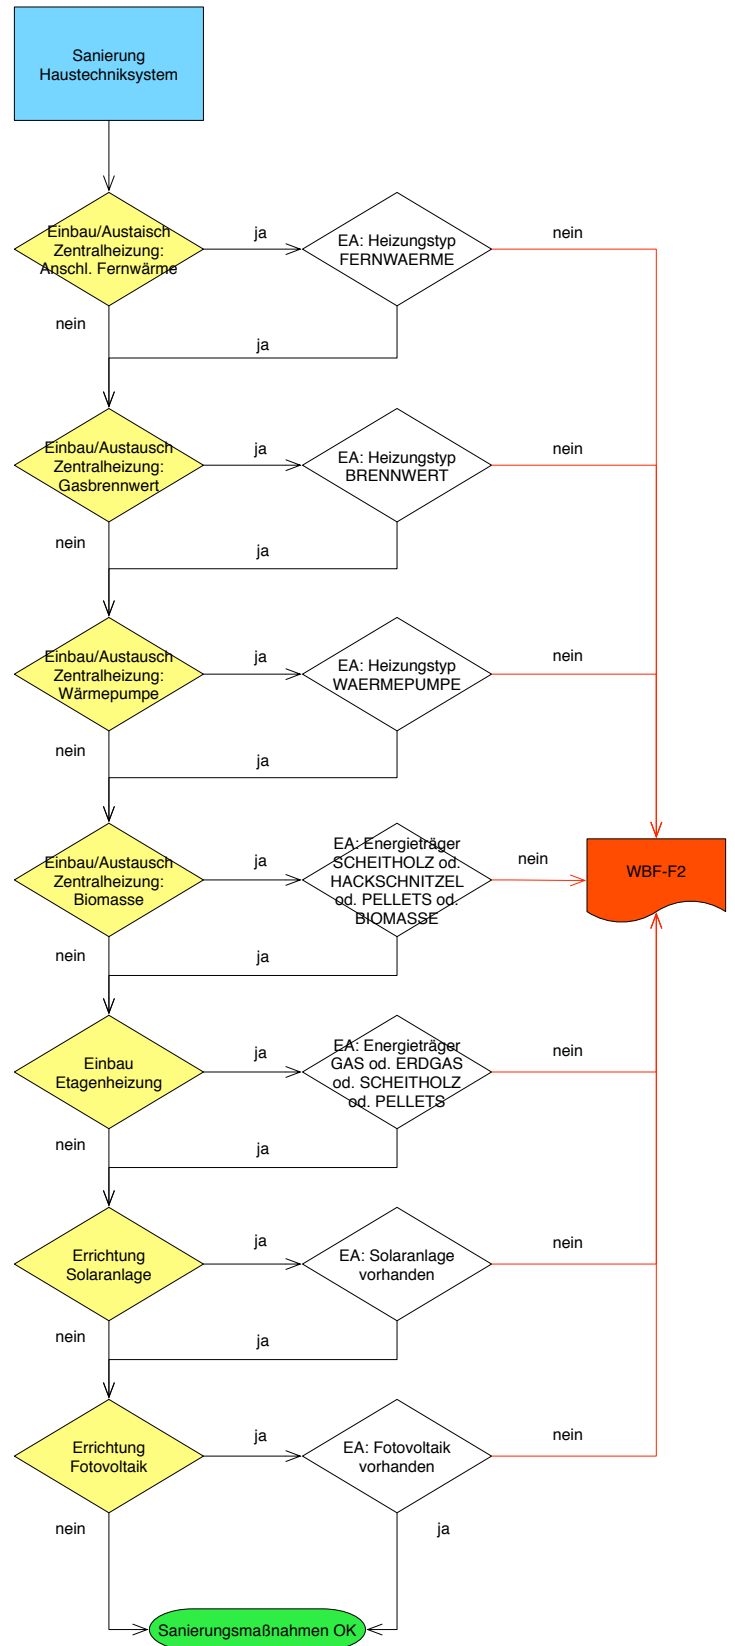 Sanierung
Haustechniksystem
Einbau/Austaisch
Zentralheizung:
Anschl. Fernwärme
ja
EA: Heizungstyp
FERNWAERME
nein
nein
ja
Einbau/Austausch
Zentralheizung:
Gasbrennwert
ja
EA: Heizungstyp
BRENNWERT
nein
nein
ja
Einbau/Austausch
Zentralheizung:
Wärmepumpe
ja
EA: Heizungstyp
WAERMEPUMPE
nein
nein
ja
Einbau/Austausch
Zentralheizung:
Biomasse
ja
EA: Energieträger
SCHEITHOLZ od.
HACKSCHNITZEL
od. PELLETS od.
BIOMASSE
nein
WBF-F2
nein
ja
Einbau
Etagenheizung
ja
EA: Energieträger
GAS od. ERDGAS
od. SCHEITHOLZ
od. PELLETS
nein
nein
ja
Errichtung
Solaranlage
ja
EA: Solaranlage
vorhanden
nein
nein
ja
Errichtung
Fotovoltaik
ja
EA: Fotovoltaik
vorhanden
nein
nein
ja
Sanierungsmaßnahmen OK